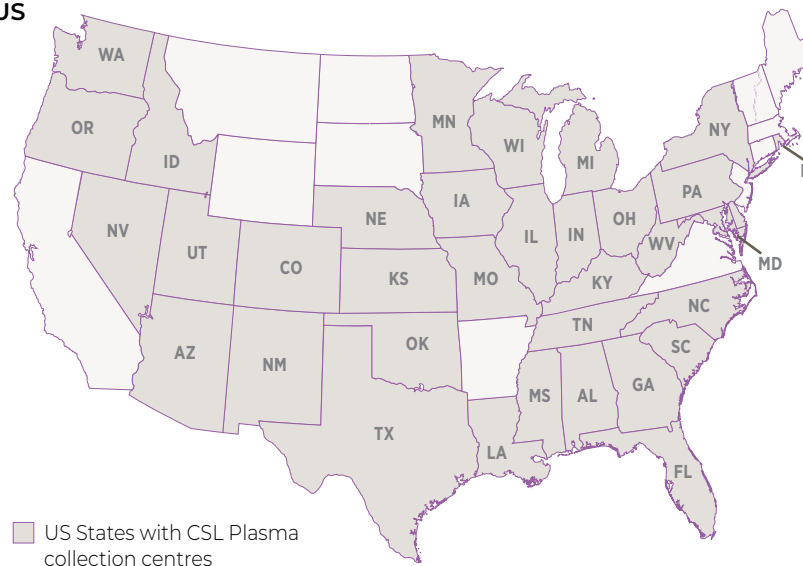 US
WA
OR
ID
MN
WI
MI
NY
PA
IA
NE
NV
UT
CO
KS
MO
IL
IN
OH
WV
MD
KY
NC
TN
SC
AZ
NM
OK
TX
LA
MS
AL
GA
FL
US States with CSL Plasma
collection centres